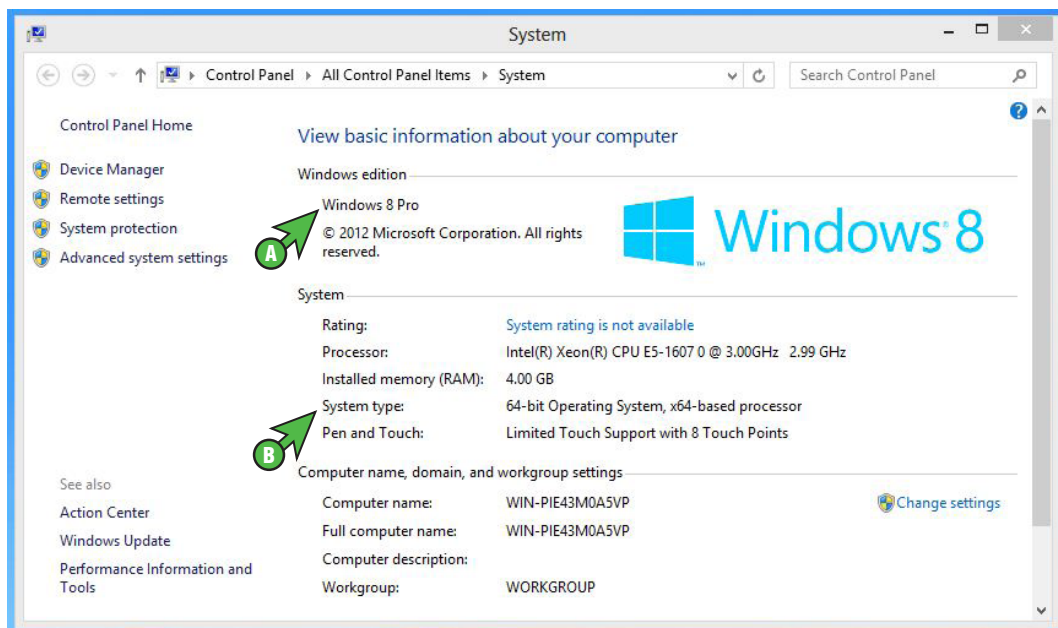 System
Control Panel ▸ All Control Panel Items ▸ System
Search Control Panel
Control Panel Home
Device Manager
Remote settings
System protection
Advanced system settings
See also
Action Center
Windows Update
Performance Information and
Tools
View basic information about your computer
Windows edition
Windows 8 Pro
© 2012 Microsoft Corporation. All rights
reserved.
A
Windows 8
TM
System
Rating: System rating is not available
Processor: Intel(R) Xeon(R) CPU E5-1607 0 @ 3.00GHz 2.99 GHz
Installed memory (RAM): 4.00 GB
System type: 64-bit Operating System, x64-based processor
B
Pen and Touch: Limited Touch Support with 8 Touch Points
Computer name, domain, and workgroup settings
Computer name: WIN-PIE43M0A5VP
Change settings
Full computer name: WIN-PIE43M0A5VP
Computer description:
Workgroup: WORKGROUP